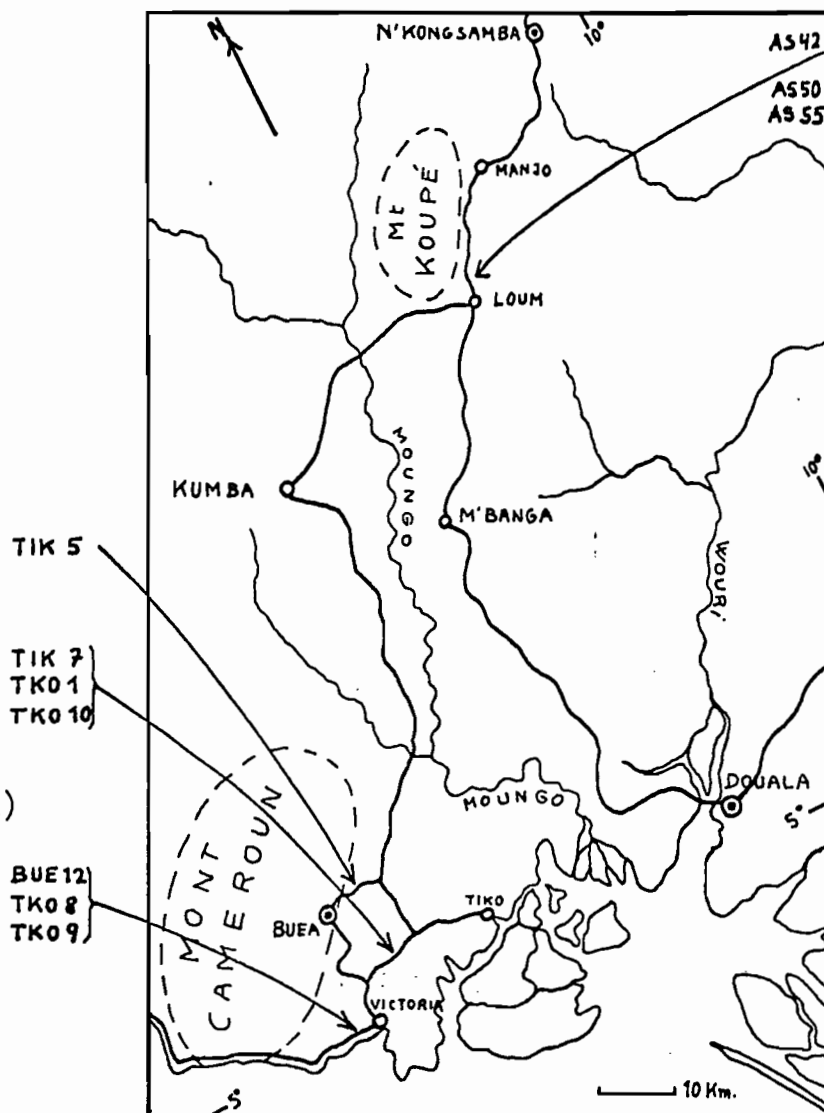 N
N'KONGSAMBA
10°
AS42
AS50
AS55
MANJO
Mt
KOUPÉ
LOUM
MOUNGO
KUMBA
M'BANGA
10°
TIK 5
WOURI
TIK 7
TKO 1
TKO 10
DOUALA
5°
MOUNGO
)
MONT
CAMEROUN
BUE 12
TKO 8
TKO 9
TIKO
BUEA
VICTORIA
5°
10 Km.